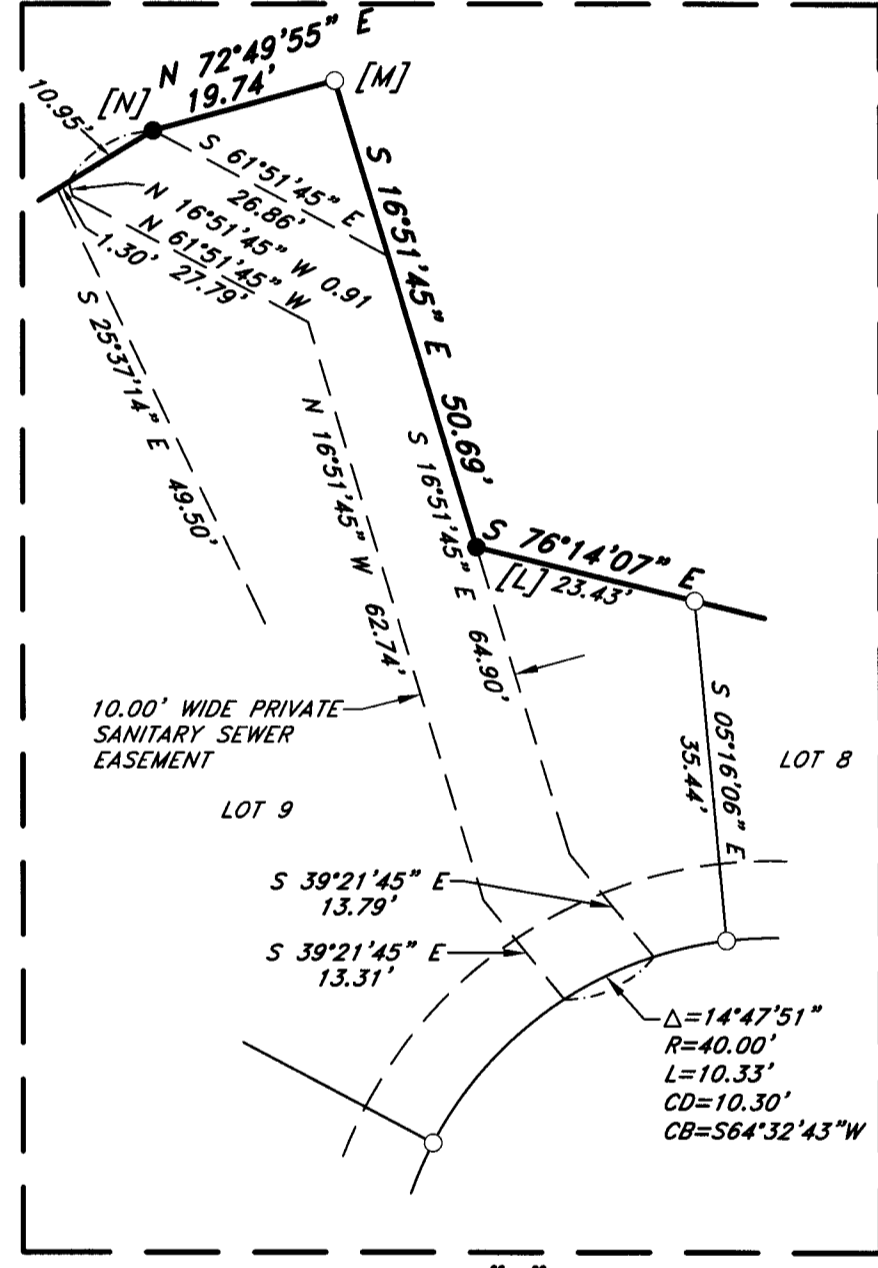 N 72°49'55" E
19.74'
[M]
[N]
10.95'
S 61°51'45" E
26.86'
N 16°51'45" W 0.91
N 61°51'45" W
27.79'
1.30'
S 16°51'45" E 50.69'
S 25°37'14" E 49.50'
N 16°51'45" W 62.74'
S 16°51'45" E 64.90'
S 76°14'07" E
[L] 23.43'
10.00' WIDE PRIVATE
SANITARY SEWER
EASEMENT
S 05°16'06" E
35.44'
LOT 8
LOT 9
S 39°21'45" E
13.79'
S 39°21'45" E
13.31'
△=14°47'51"
R=40.00'
L=10.33'
CD=10.30'
CB=S64°32'43"W